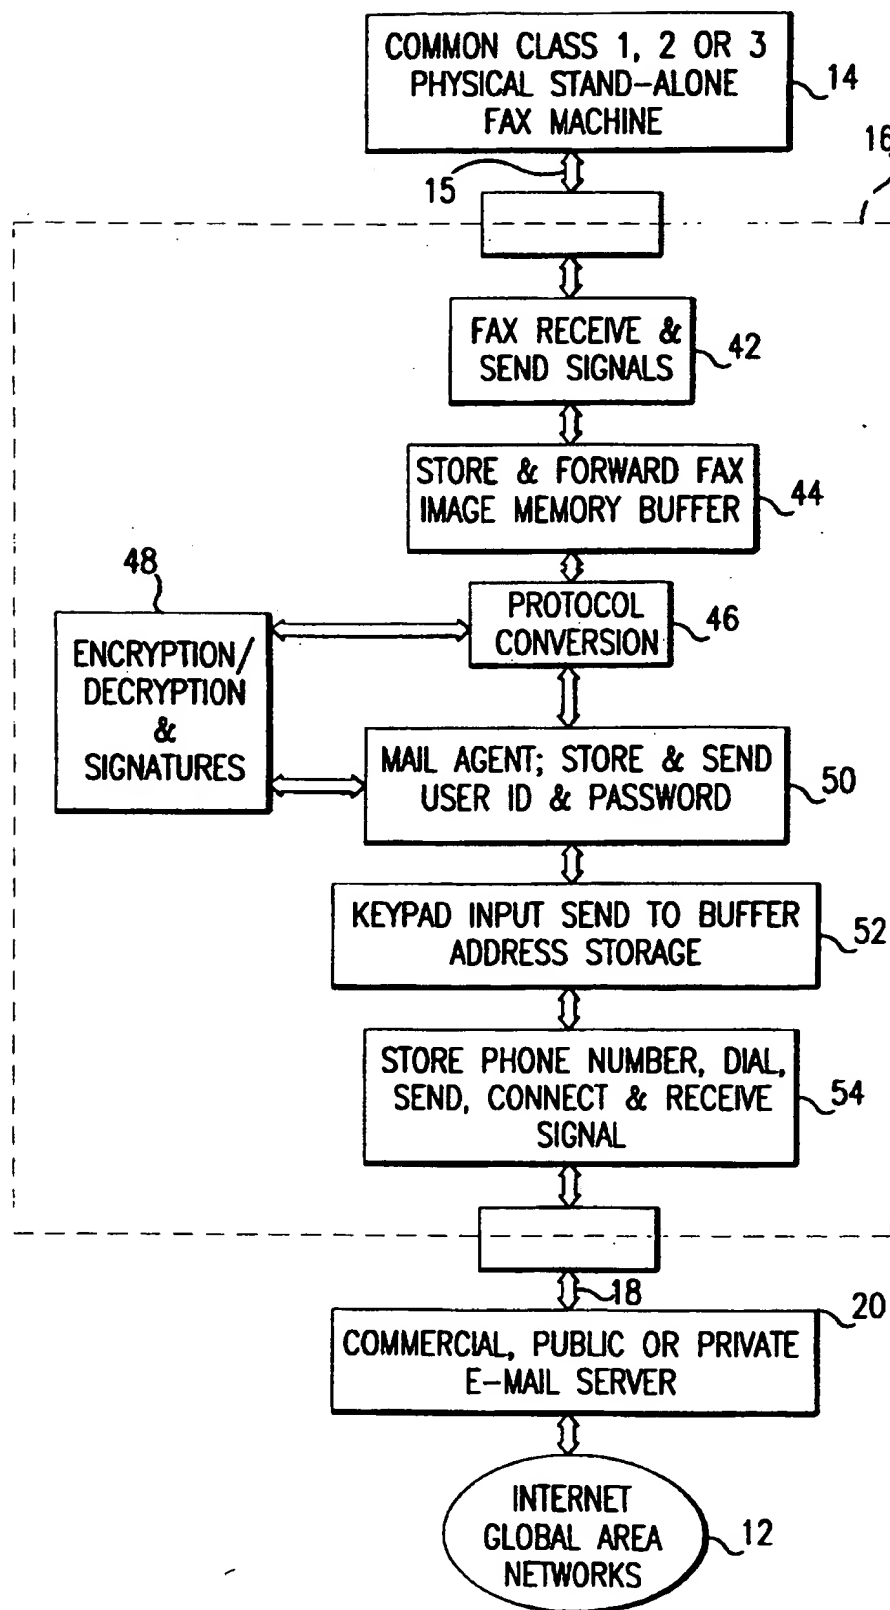 COMMON CLASS 1, 2 OR 3
PHYSICAL STAND-ALONE
FAX MACHINE
14
16
15
FAX RECEIVE &
SEND SIGNALS
42
STORE & FORWARD FAX
IMAGE MEMORY BUFFER
44
48
PROTOCOL
CONVERSION
46
ENCRYPTION/
DECRYPTION
&
SIGNATURES
MAIL AGENT; STORE & SEND
USER ID & PASSWORD
50
KEYPAD INPUT SEND TO BUFFER
ADDRESS STORAGE
52
STORE PHONE NUMBER, DIAL,
SEND, CONNECT & RECEIVE
SIGNAL
54
18
20
COMMERCIAL, PUBLIC OR PRIVATE
E-MAIL SERVER
INTERNET
GLOBAL AREA
NETWORKS
12